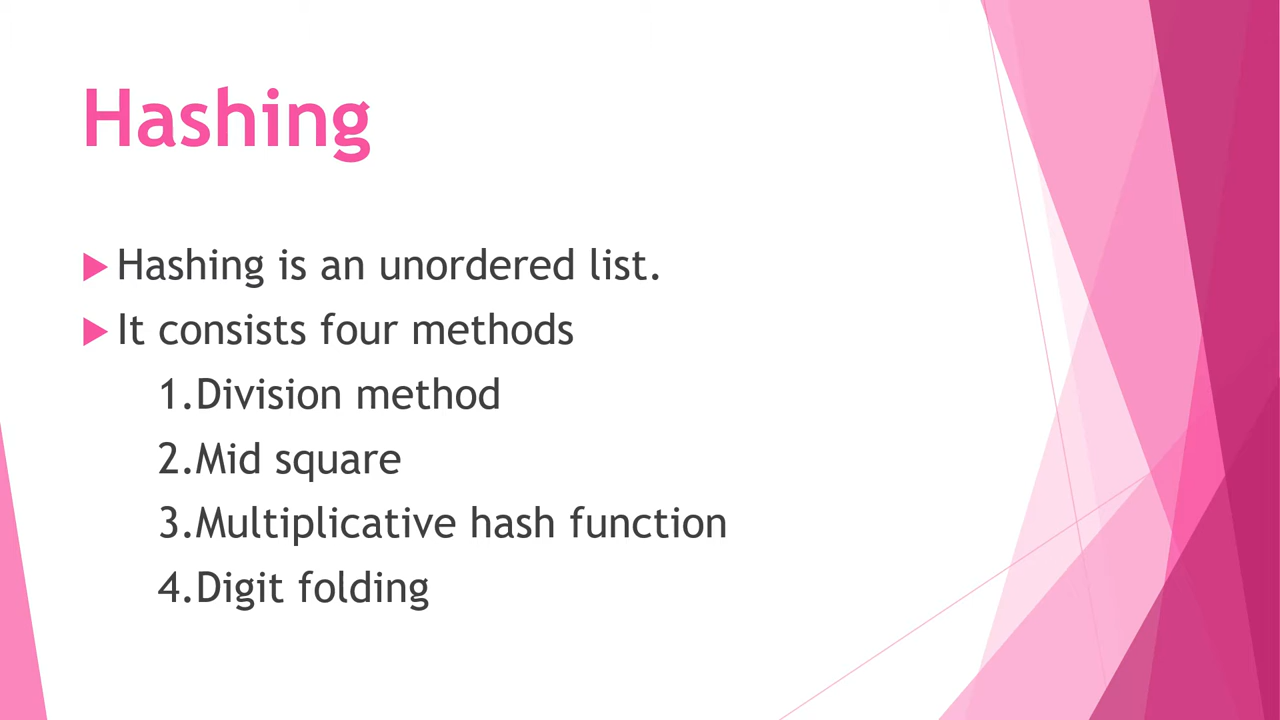 Hashing
Hashing is an unordered list.
It consists four methods
1.Division method
2.Mid square
3.Multiplicative hash function
4.Digit folding